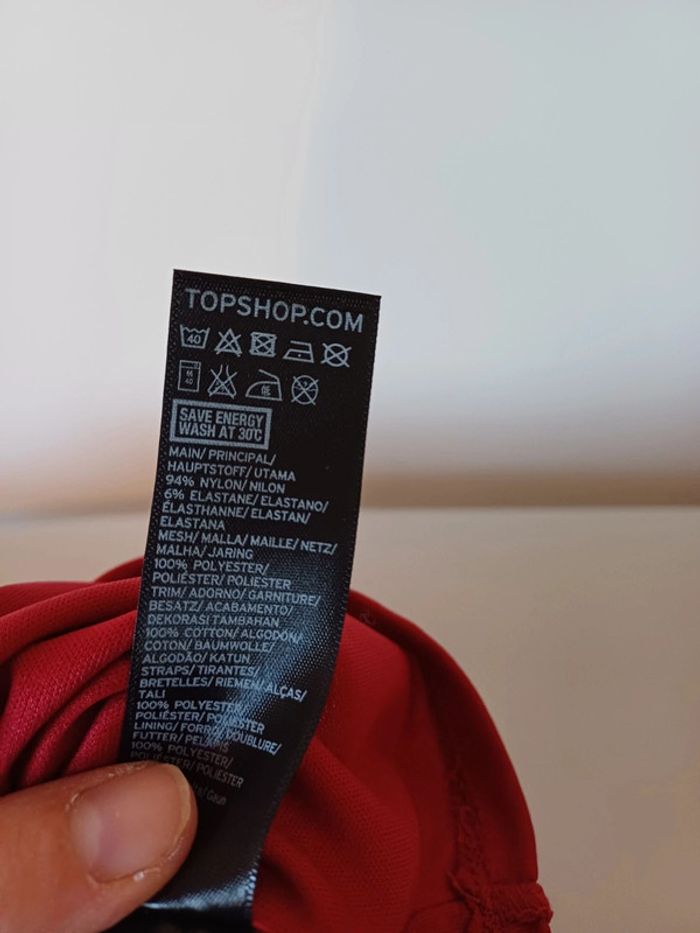 TOPSHOP.COM
40
40
SAVE ENERGY
WASH AT 30°C
MAIN/ PRINCIPAL/
HAUPTSTOFF/ UTAMA
94% NYLON/ NILON
6% ELASTANE/ ELASTANO/
ÉLASTHANNE/ ELASTAN/
ELASTANA
MESH/ MALLA/ MAILLE/ NETZ/
MALHA/ JARING
100% POLYESTER/
POLIÉSTER/ POLIESTER
TRIM/ ADORNO/ GARNITURE/
BESATZ/ ACABAMENTO/
DEKORASI TAMBAHAN
100% COTTON/ ALGODÓN/
COTON/ BAUMWOLLE/
ALGODÃO/ KATUN
STRAPS/ TIRANTES/
BRETELLES/ RIEMEN/ ALÇAS/
TALI
100% POLYESTER/
POLIÉSTER/ POLIESTER
LINING/ FORRO/ DOUBLURE/
FUTTER/ PELAPIS
100% POLYESTER/
POLIÉSTER/ POLIESTER